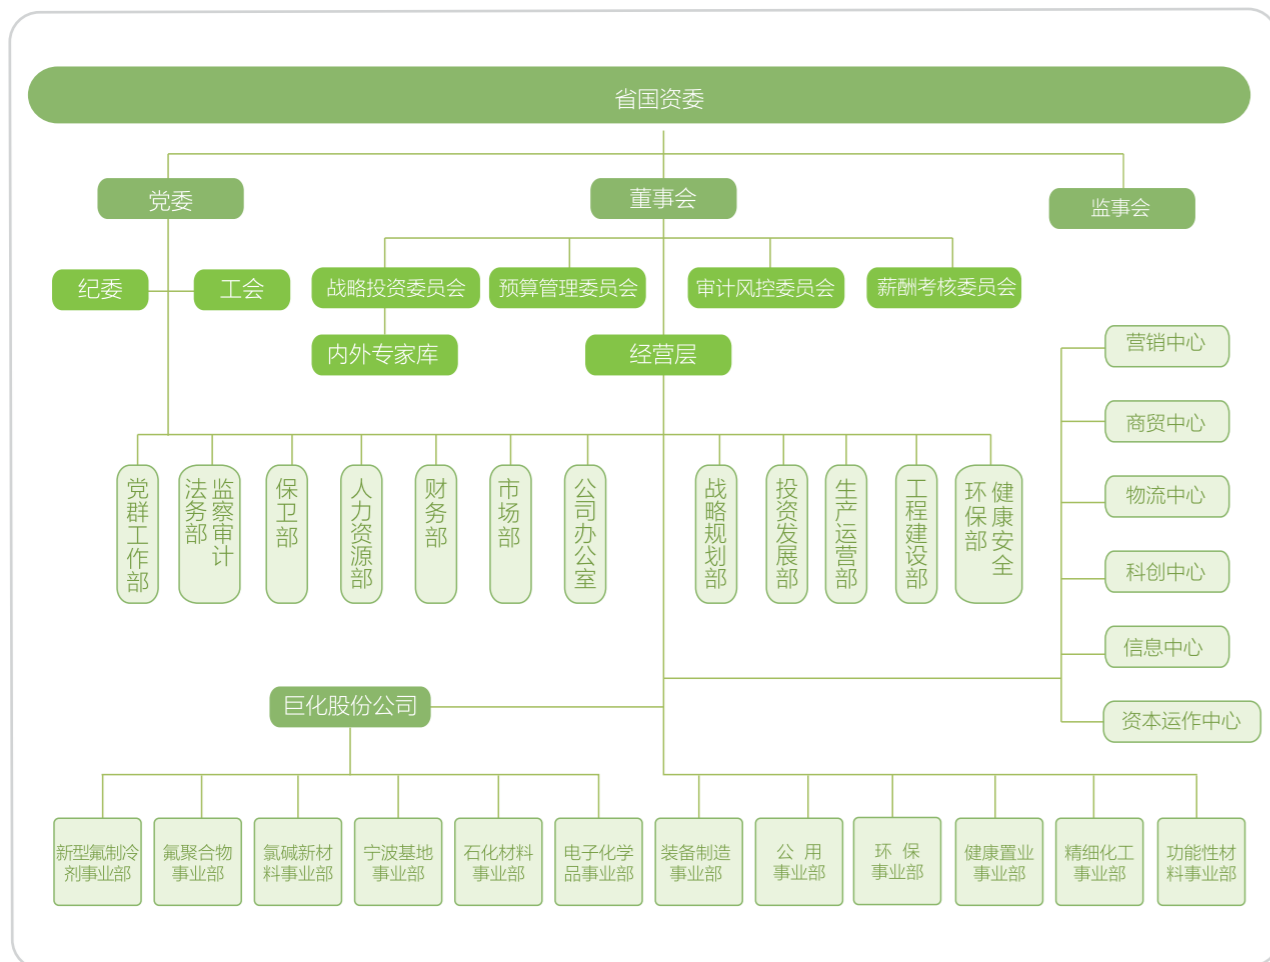 省国资委
党委
董事会
监事会
纪委
工会
战略投资委员会
预算管理委员会
审计风控委员会
薪酬考核委员会
内外专家库
经营层
营销中心
商贸中心
物流中心
科创中心
信息中心
资本运作中心
党群工作部
监察审计
法务部
保卫部
人力资源部
财务部
市场部
公司办公室
战略规划部
投资发展部
生产运营部
工程建设部
健康安全
环保部
巨化股份公司
新型氟制冷
剂事业部
氟聚合物
事业部
氯碱新材
料事业部
宁波基地
事业部
石化材料
事业部
电子化学
品事业部
装备制造
事业部
公 用
事业部
环 保
事业部
健康置业
事业部
精细化工
事业部
功能性材
料事业部